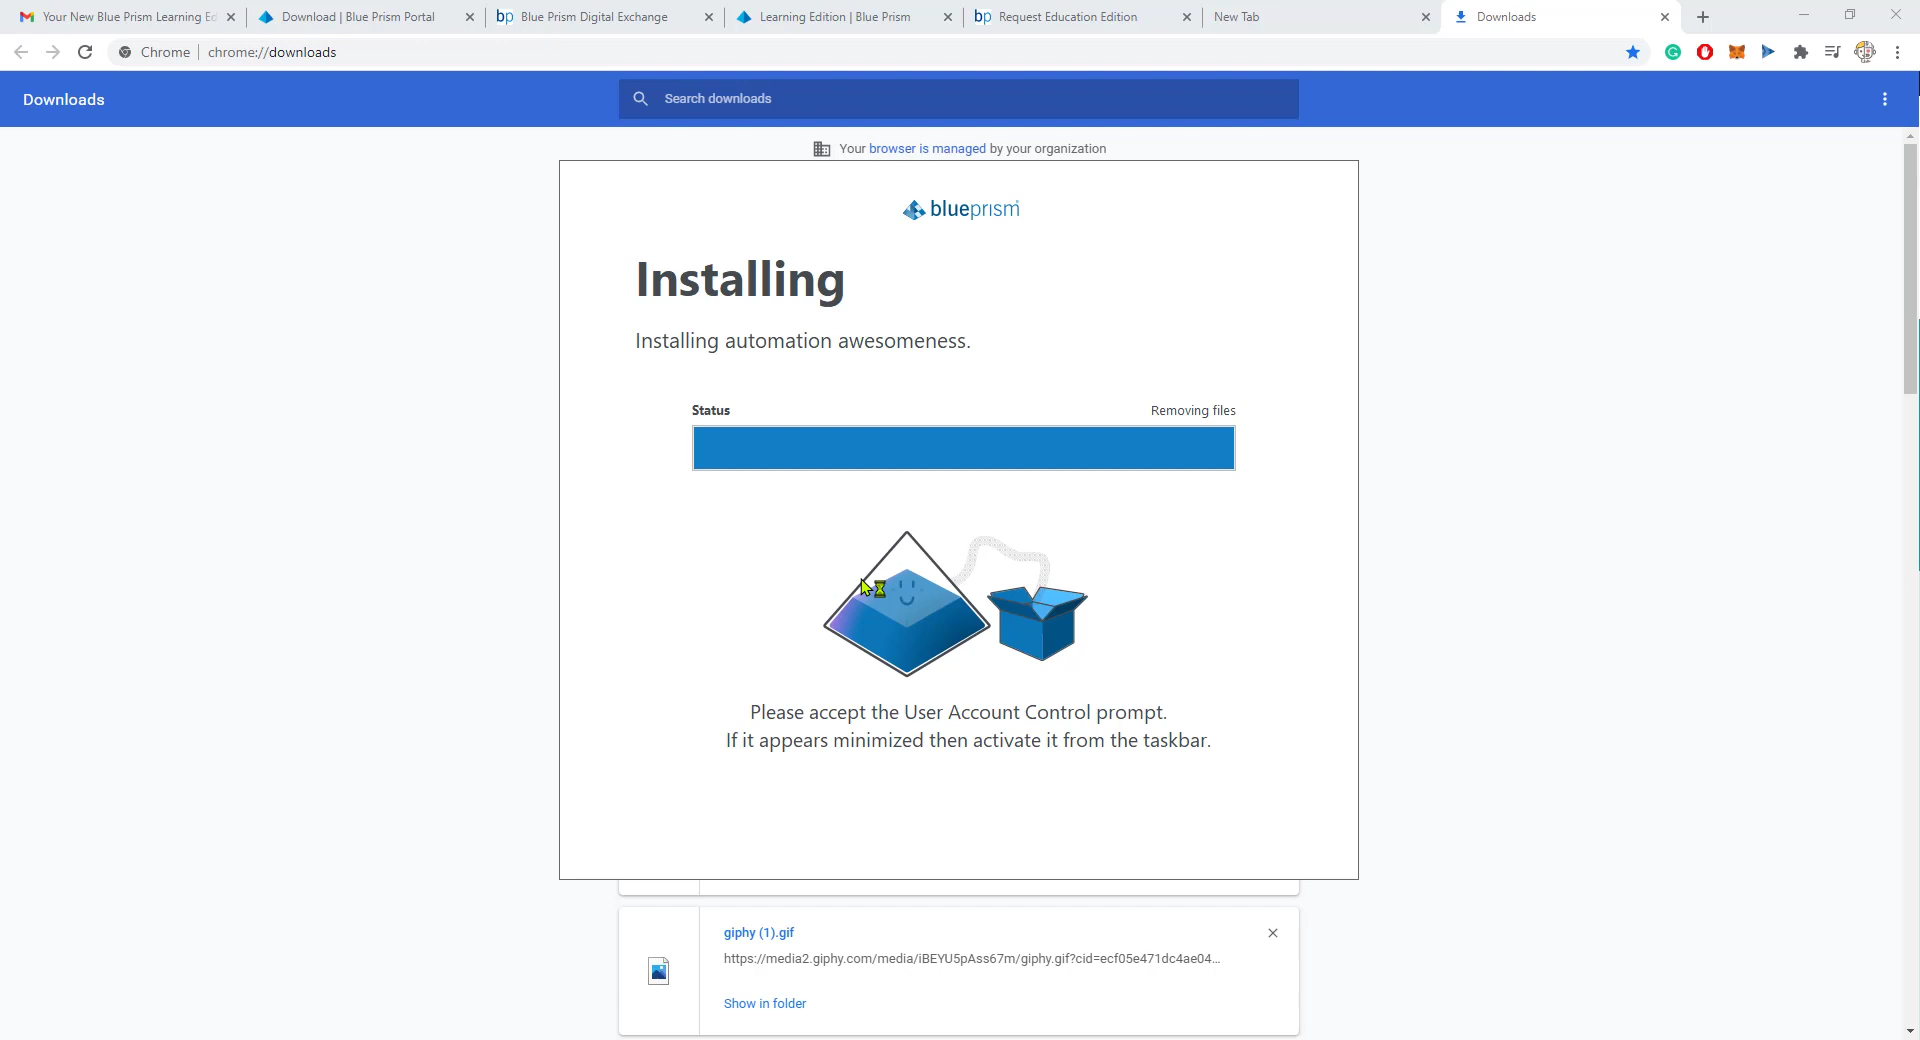 Your New Blue Prism Learning Ed
Download | Blue Prism Portal
bp Blue Prism Digital Exchange
Learning Edition | Blue Prism
bp Request Education Edition
New Tab
Downloads
Chrome | chrome://downloads
Downloads
Search downloads
Your browser is managed by your organization
blueprism
Installing
Installing automation awesomeness.
Status
Removing files
Please accept the User Account Control prompt.
If it appears minimized then activate it from the taskbar.
giphy (1).gif
https://media2.giphy.com/media/iBEYU5pAss67m/giphy.gif?cid=ecf05e471dc4ae04...
Show in folder